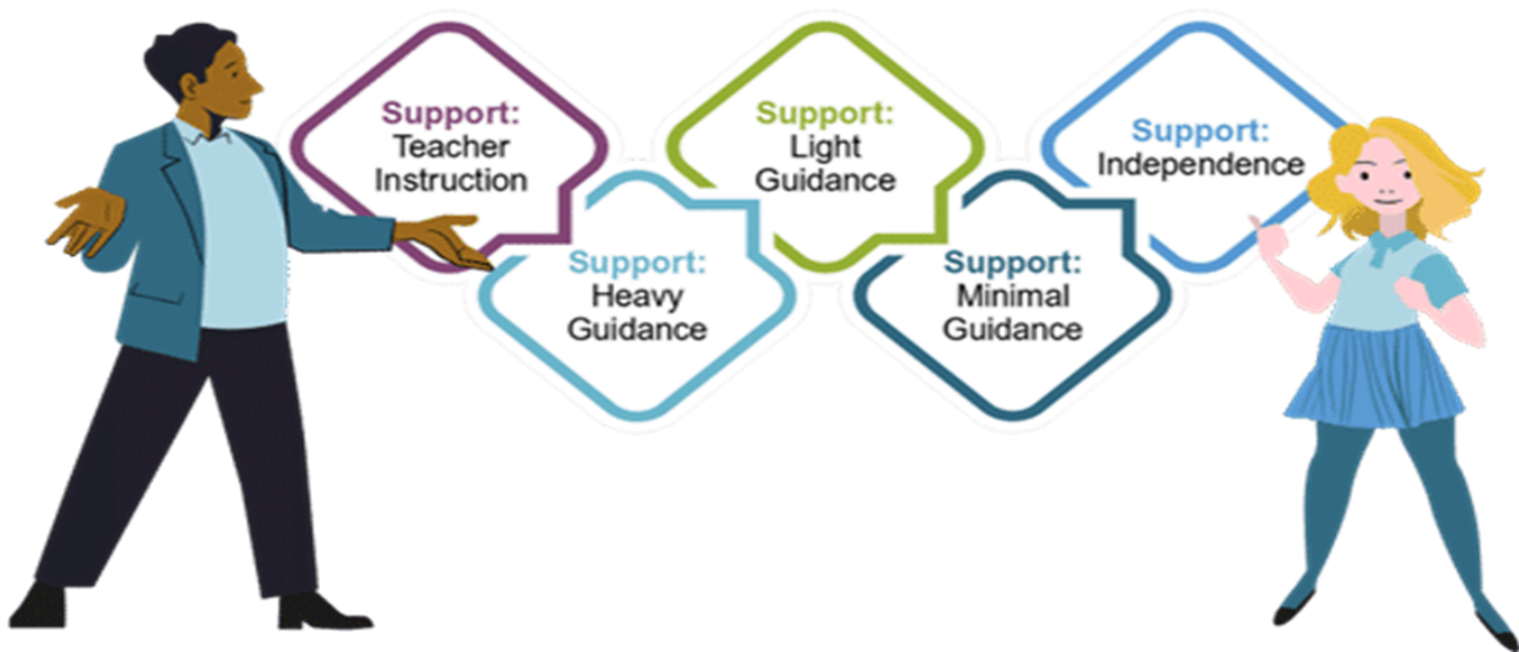 Support:
Teacher
Instruction
Support:
Heavy
Guidance
Support:
Light
Guidance
Support:
Minimal
Guidance
Support:
Independence